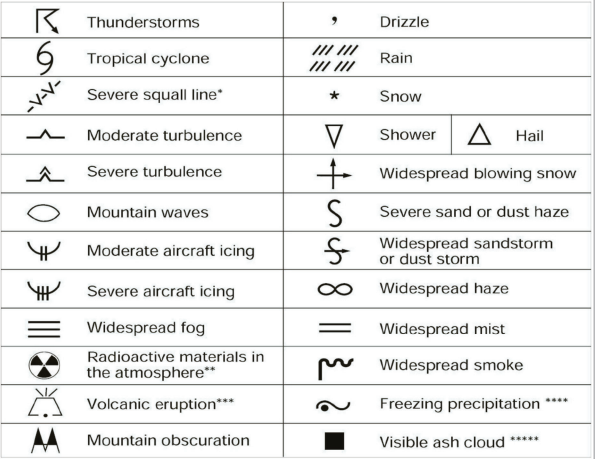 Thunderstorms
Drizzle
Tropical cyclone
Rain
Severe squall line*
Snow
Moderate turbulence
Shower
Hail
Severe turbulence
Widespread blowing snow
Mountain waves
Severe sand or dust haze
Moderate aircraft icing
Widespread sandstorm
or dust storm
Severe aircraft icing
Widespread haze
Widespread fog
Widespread mist
Radioactive materials in
the atmosphere**
Widespread smoke
Volcanic eruption***
Freezing precipitation ****
Mountain obscuration
Visible ash cloud *****